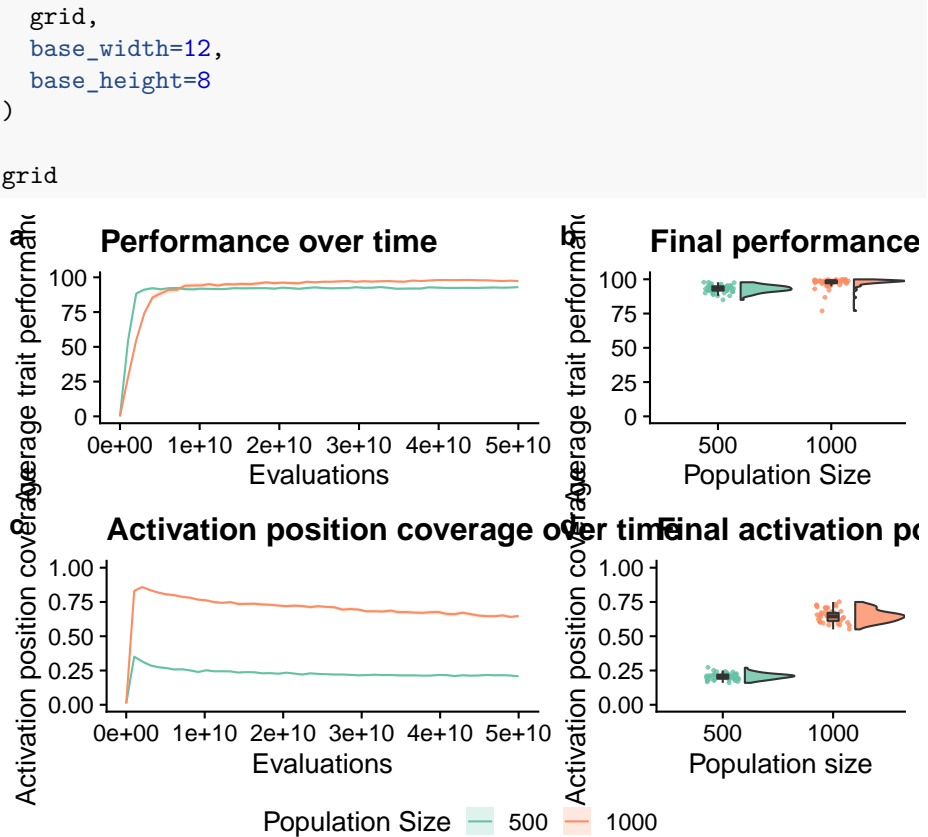 grid,
base_width=12,
base_height=8
)
grid
a
Performance over time
Average trait performanc
100
75
50
25
0
0e+00 1e+10 2e+10 3e+10 4e+10 5e+10
Evaluations
b
Final performance
Average trait performanc
100
75
50
25
0
500 1000
Population Size
c
Activation position coverage over time
Activation position coverage
1.00
0.75
0.50
0.25
0.00
0e+00 1e+10 2e+10 3e+10 4e+10 5e+10
Evaluations
d
Final activation po
Activation position coverage
1.00
0.75
0.50
0.25
0.00
500 1000
Population size
Population Size 500 1000